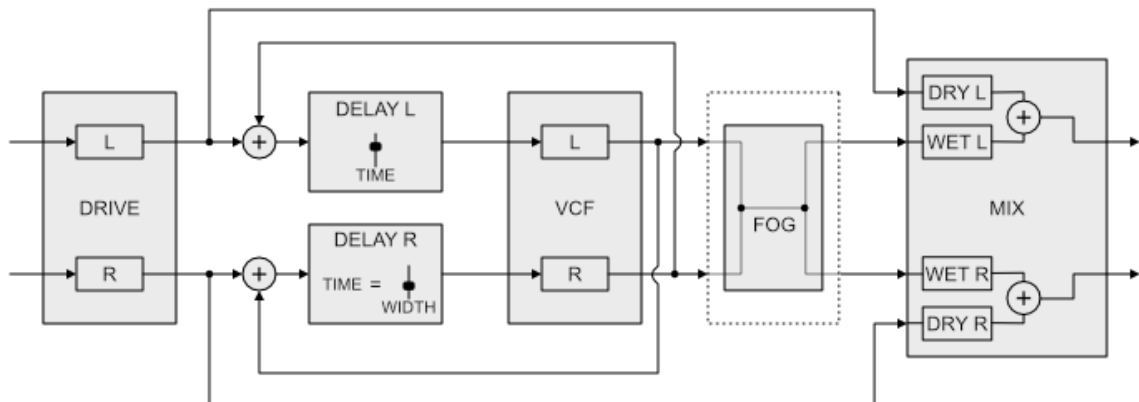 DRIVE
L
R
+
+
DELAY L
TIME
DELAY R
TIME =
WIDTH
VCF
L
R
FOG
MIX
DRY L
WET L
+
WET R
DRY R
+